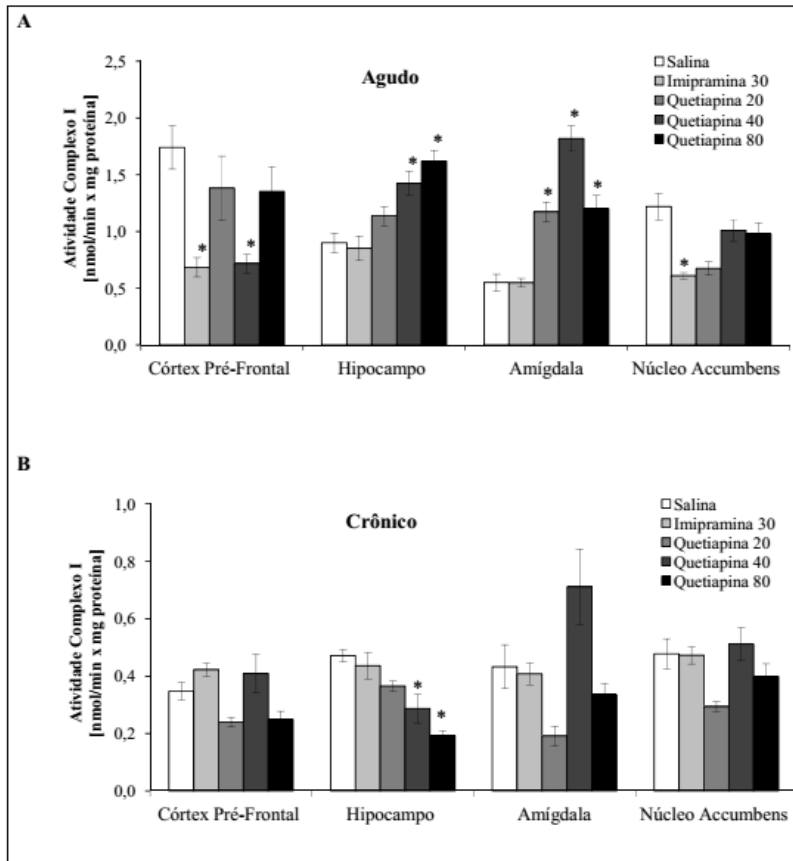 A
Agudo
Salina
Imipramina 30
Quetiapina 20
Quetiapina 40
Quetiapina 80
Atividade Complexo I
[nmol/min x mg proteína]
2,5
2,0
1,5
1,0
0,5
0,0
* * * * * * * *
Córtex Pré-Frontal Hipocampo Amígdala Núcleo Accumbens
B
Crônico
Salina
Imipramina 30
Quetiapina 20
Quetiapina 40
Quetiapina 80
Atividade Complexo I
[nmol/min x mg proteína]
1,0
0,8
0,6
0,4
0,2
0,0
* *
Córtex Pré-Frontal Hipocampo Amígdala Núcleo Accumbens